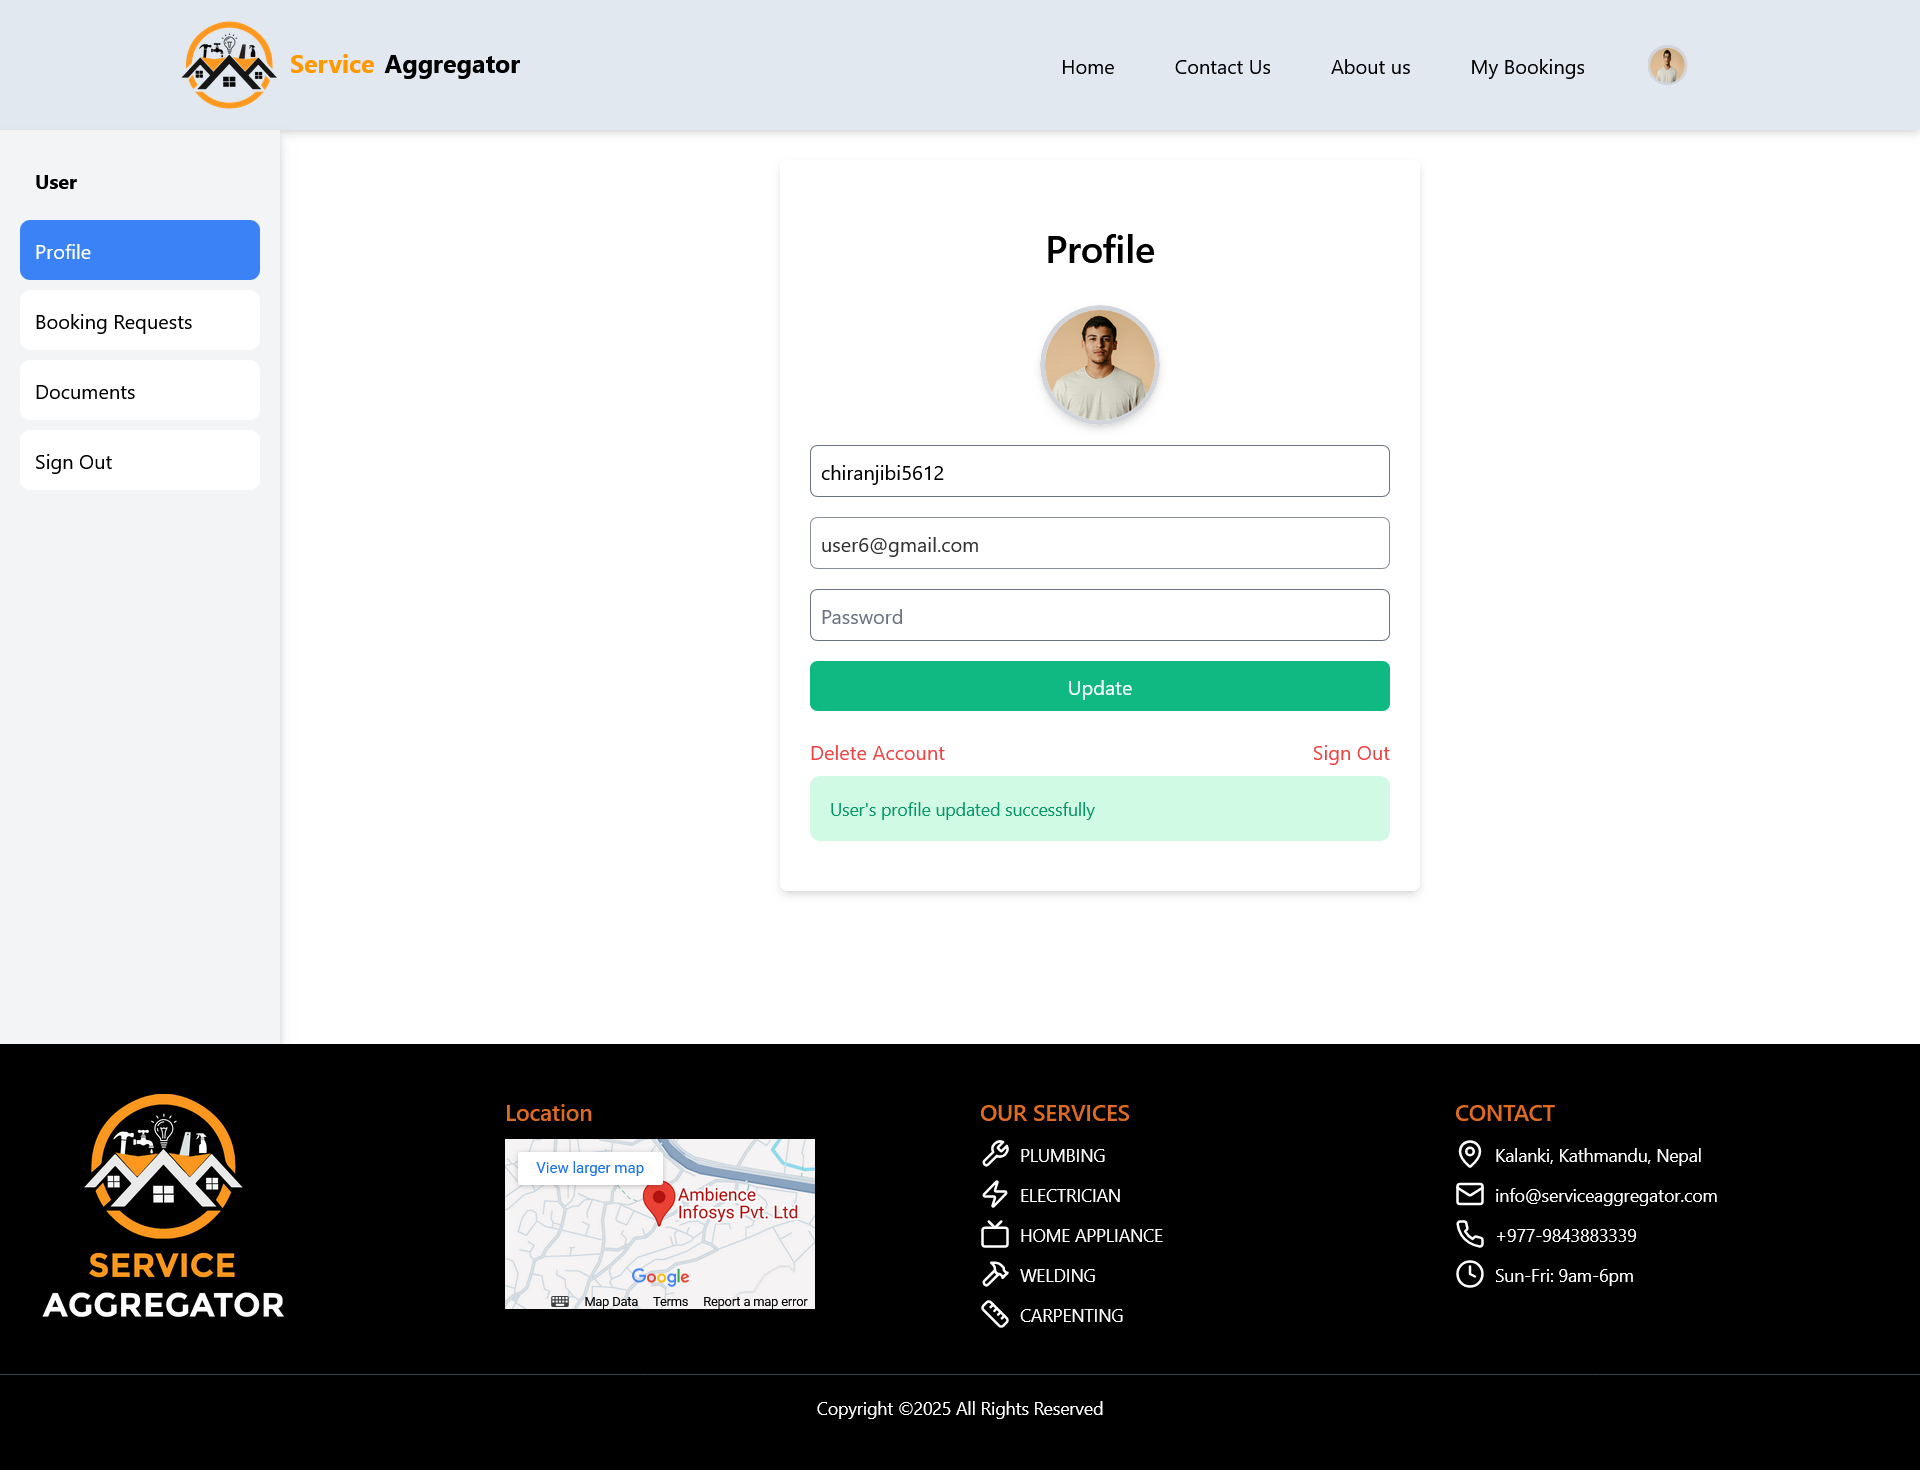 Service Aggregator
Home
Contact Us
About us
My Bookings
User
Profile
Booking Requests
Documents
Sign Out
Profile
chiranjibi5612
user6@gmail.com
Password
Update
Delete Account
Sign Out
User's profile updated successfully
SERVICE
AGGREGATOR
Location
View larger map
Ambience
Infosys Pvt. Ltd
Google
Map Data
Terms
Report a map error
OUR SERVICES
PLUMBING
ELECTRICIAN
HOME APPLIANCE
WELDING
CARPENTING
CONTACT
Kalanki, Kathmandu, Nepal
info@serviceaggregator.com
+977-9843883339
Sun-Fri: 9am-6pm
Copyright ©2025 All Rights Reserved